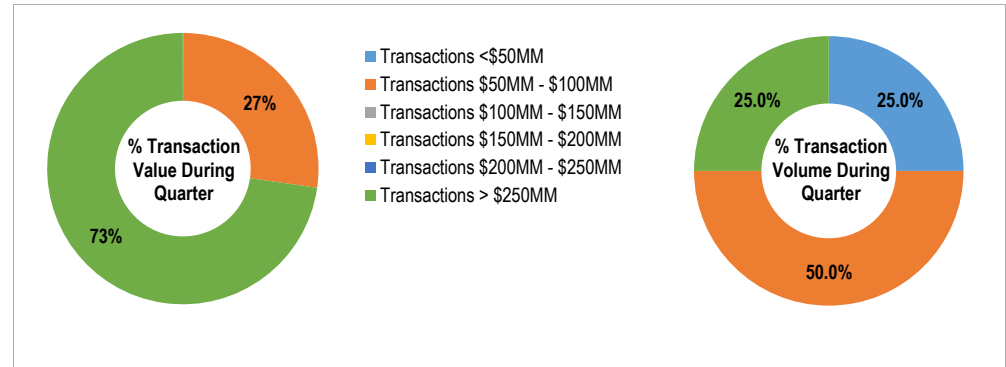 27%
% Transaction
Value During
Quarter
73%
Transactions <$50MM
Transactions $50MM - $100MM
Transactions $100MM - $150MM
Transactions $150MM - $200MM
Transactions $200MM - $250MM
Transactions > $250MM
25.0%
25.0%
% Transaction
Volume During
Quarter
50.0%